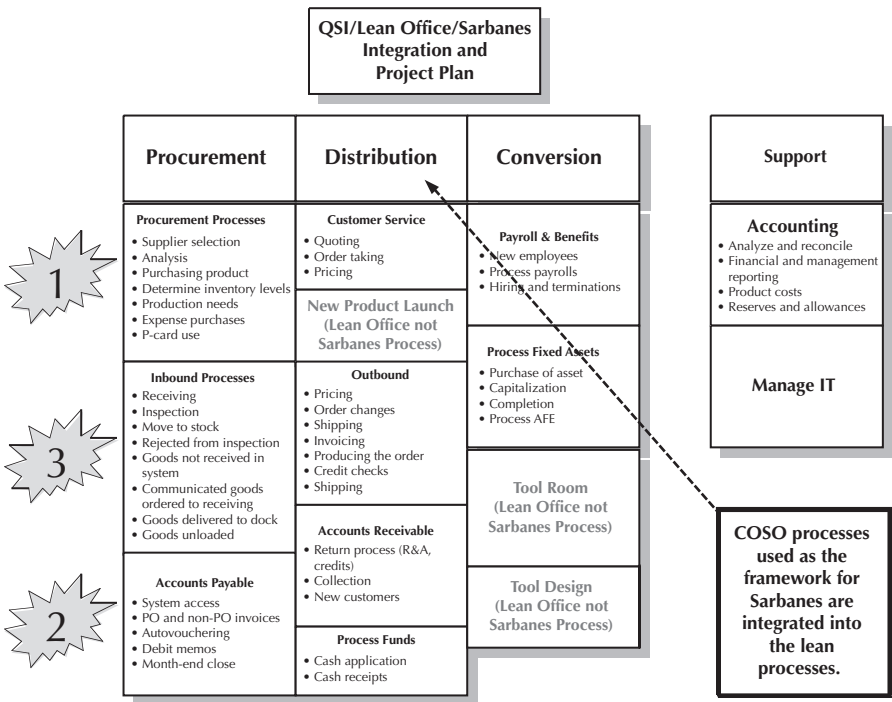 QSI/Lean Office/Sarbanes
Integration and
Project Plan
Procurement
Distribution
Conversion
Support
1
3
2
Procurement Processes
• Supplier selection
• Analysis
• Purchasing product
• Determine inventory levels
• Production needs
• Expense purchases
• P-card use
Inbound Processes
• Receiving
• Inspection
• Move to stock
• Rejected from inspection
• Goods not received in
system
• Communicated goods
ordered to receiving
• Goods delivered to dock
• Goods unloaded
Accounts Payable
• System access
• PO and non-PO invoices
• Autovouchering
• Debit memos
• Month-end close
Customer Service
• Quoting
• Order taking
• Pricing
New Product Launch
(Lean Office not
Sarbanes Process)
Outbound
• Pricing
• Order changes
• Shipping
• Invoicing
• Producing the order
• Credit checks
• Shipping
Accounts Receivable
• Return process (R&A,
credits)
• Collection
• New customers
Process Funds
• Cash application
• Cash receipts
Payroll & Benefits
• New employees
• Process payrolls
• Hiring and terminations
Process Fixed Assets
• Purchase of asset
• Capitalization
• Completion
• Process AFE
Tool Room
(Lean Office not
Sarbanes Process)
Tool Design
(Lean Office not
Sarbanes Process)
Accounting
• Analyze and reconcile
• Financial and management
reporting
• Product costs
• Reserves and allowances
Manage IT
COSO processes
used as the
framework for
Sarbanes are
integrated into
the lean
processes.